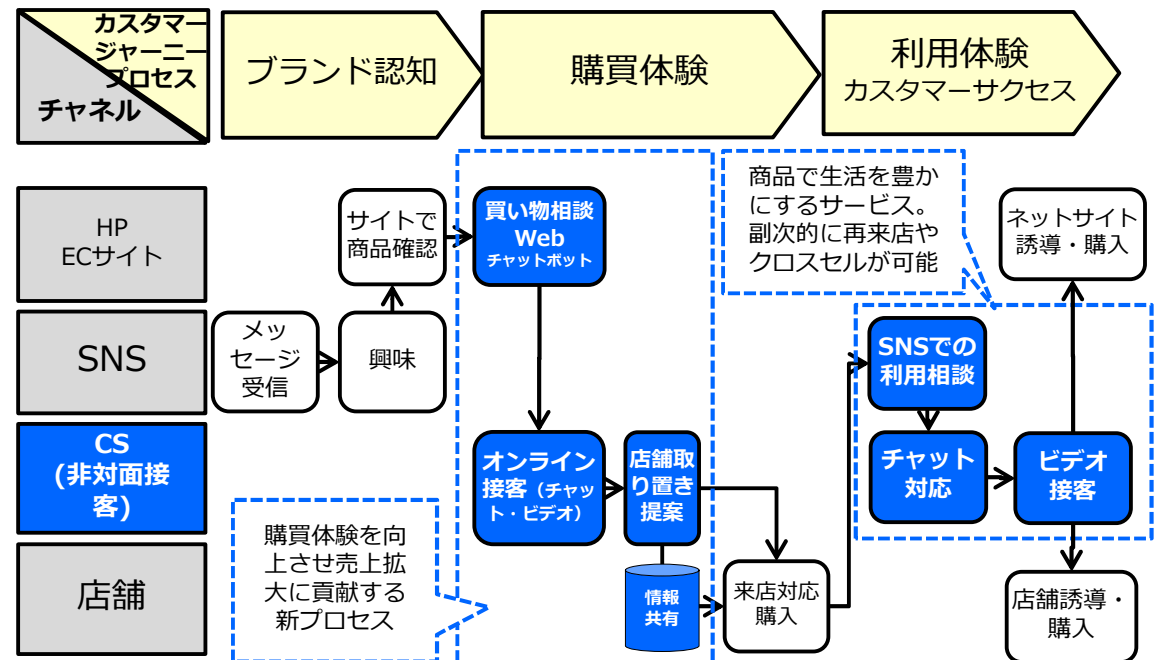 カスタマー
ジャーニー
プロセス
チャネル
ブランド認知
購買体験
利用体験
カスタマーサクセス
HP
ECサイト
サイトで
商品確認
買い物相談
Web
チャットボット
商品で生活を豊か
にするサービス。
副次的に再来店や
クロスセルが可能
ネットサイト
誘導・購入
SNS
メッ
セージ
受信
興味
SNSでの
利用相談
CS
(非対面接
客)
オンライン
接客（チャッ
ト・ビデオ）
店舗取
り置き
提案
チャット
対応
ビデオ
接客
購買体験を向
上させ売上拡
大に貢献する
新プロセス
店舗
情報
共有
来店対応
購入
店舗誘導・
購入